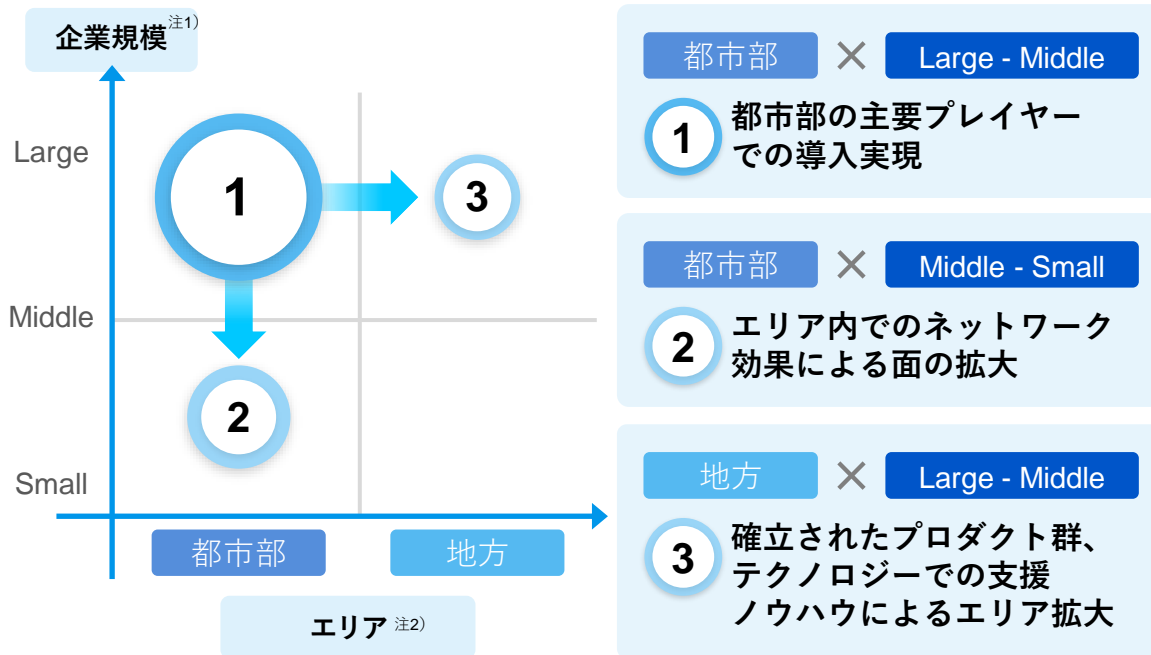 企業規模注1)
Large
Middle
Small
1
3
2
都市部
地方
エリア 注2)
都市部 × Large - Middle
1
都市部の主要プレイヤー
での導入実現
都市部 × Middle - Small
2
エリア内でのネットワーク
効果による面の拡大
地方 × Large - Middle
3
確立されたプロダクト群、
テクノロジーでの支援
ノウハウによるエリア拡大